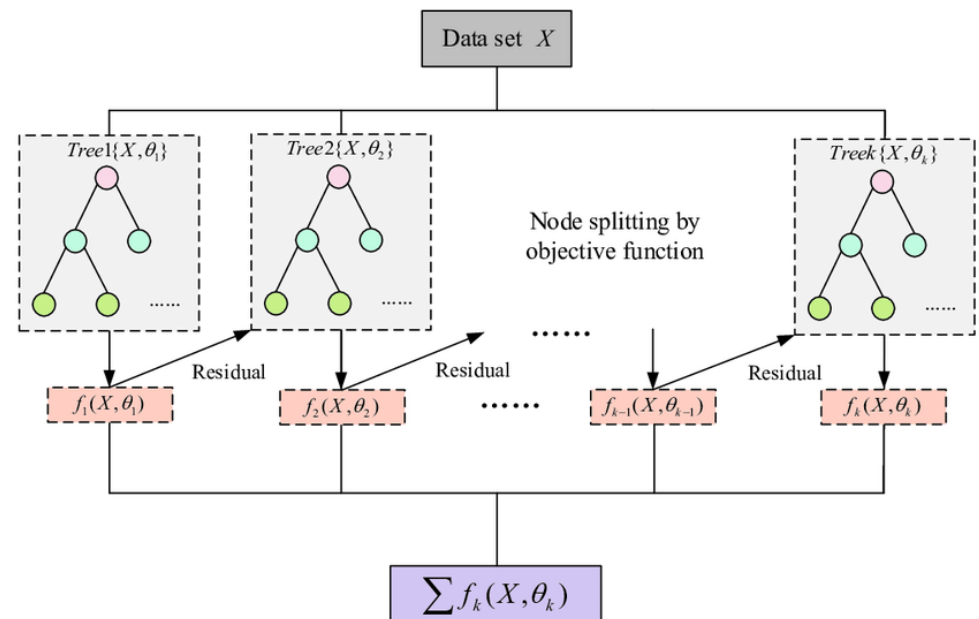 Data set X
Tree1{X,θ₁}
Tree2{X,θ₂}
Treek{X,θₖ}
Node splitting by
objective function
......
......
......
......
Residual
Residual
Residual
f₁(X,θ₁)
f₂(X,θ₂)
......
fₖ₋₁(X,θₖ₋₁)
fₖ(X,θₖ)
∑fₖ(X,θₖ)